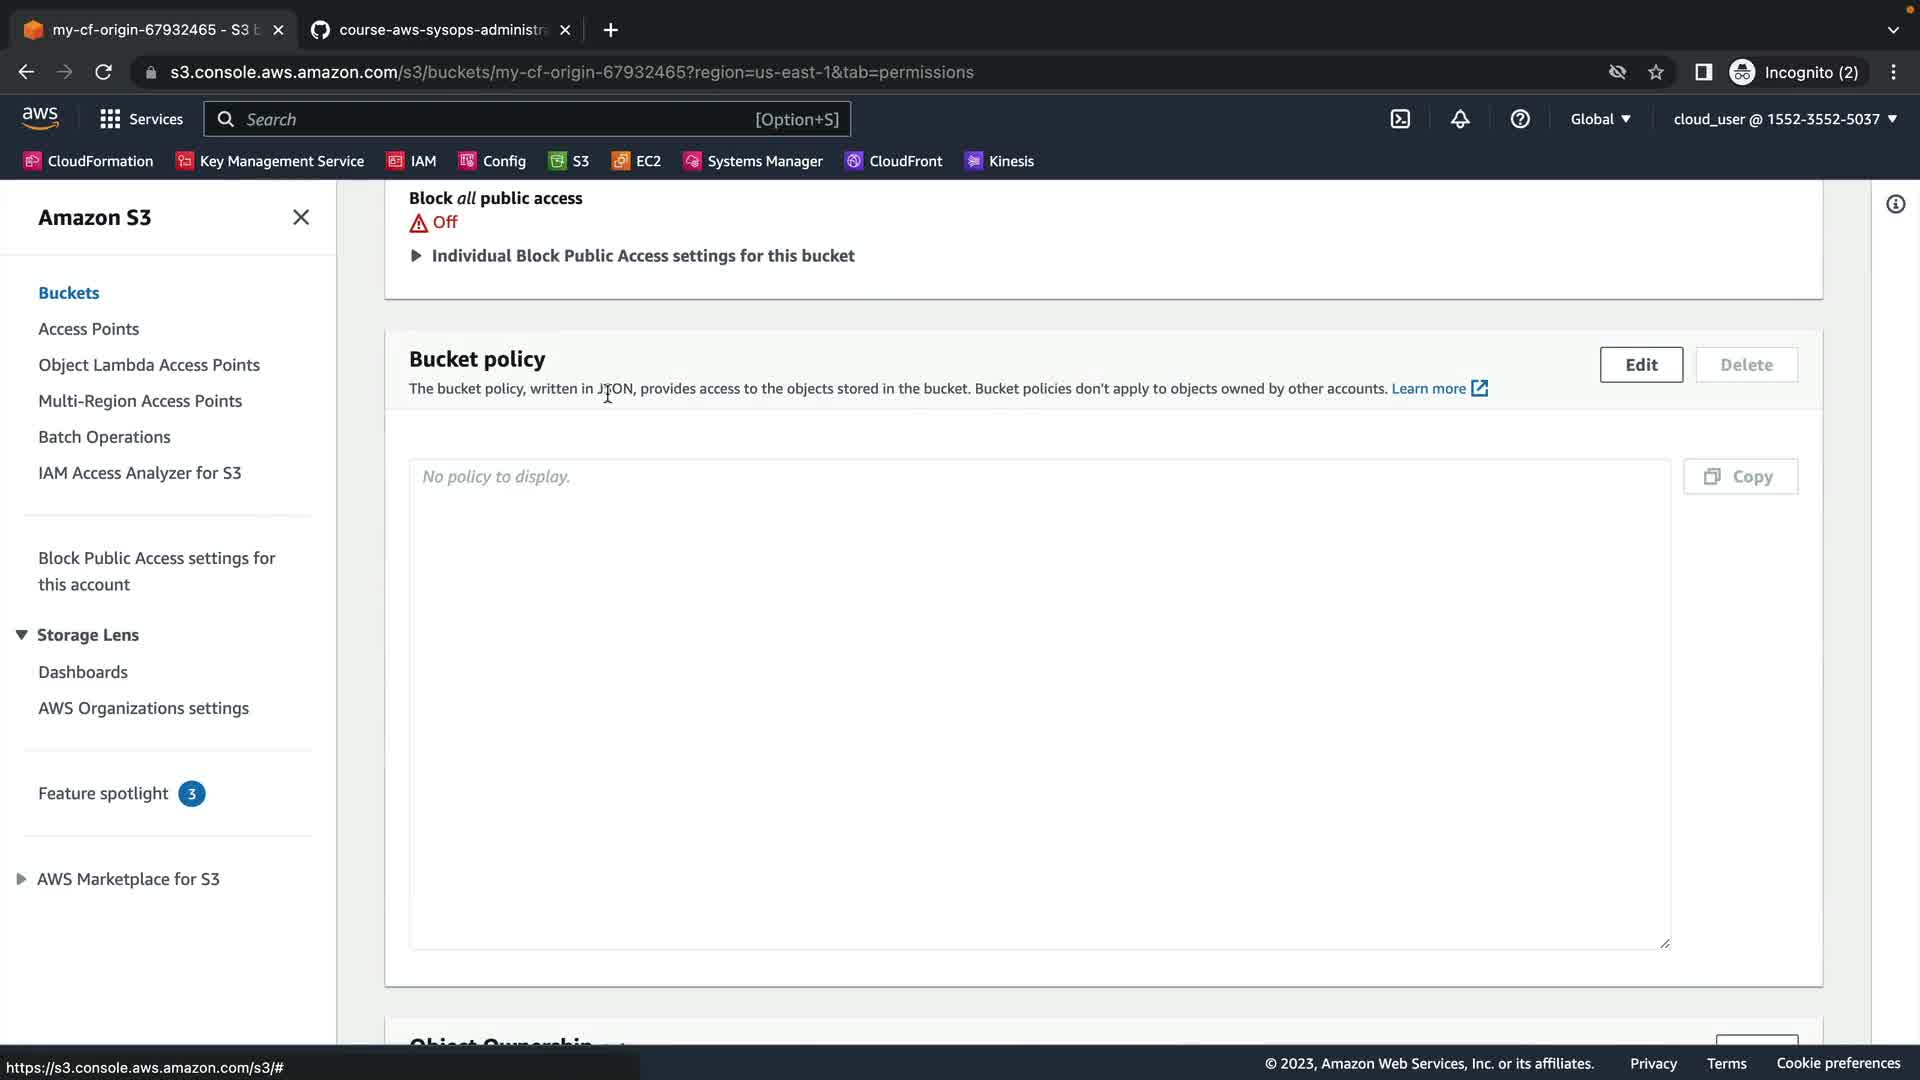 my-cf-origin-67932465 - S3 b
course-aws-sysops-administra
s3.console.aws.amazon.com/s3/buckets/my-cf-origin-67932465?region=us-east-1&tab=permissions
Incognito (2)
aws
Services
Search
[Option+S]
Global
cloud_user @ 1552-3552-5037
CloudFormation
Key Management Service
IAM
Config
S3
EC2
Systems Manager
CloudFront
Kinesis
Amazon S3
Buckets
Access Points
Object Lambda Access Points
Multi-Region Access Points
Batch Operations
IAM Access Analyzer for S3
Block Public Access settings for
this account
Storage Lens
Dashboards
AWS Organizations settings
Feature spotlight 3
AWS Marketplace for S3
Block all public access
Off
Individual Block Public Access settings for this bucket
Bucket policy
Edit
Delete
The bucket policy, written in JSON, provides access to the objects stored in the bucket. Bucket policies don't apply to objects owned by other accounts. Learn more
No policy to display.
Copy
Object Ownership
https://s3.console.aws.amazon.com/s3/#
© 2023, Amazon Web Services, Inc. or its affiliates.
Privacy
Terms
Cookie preferences